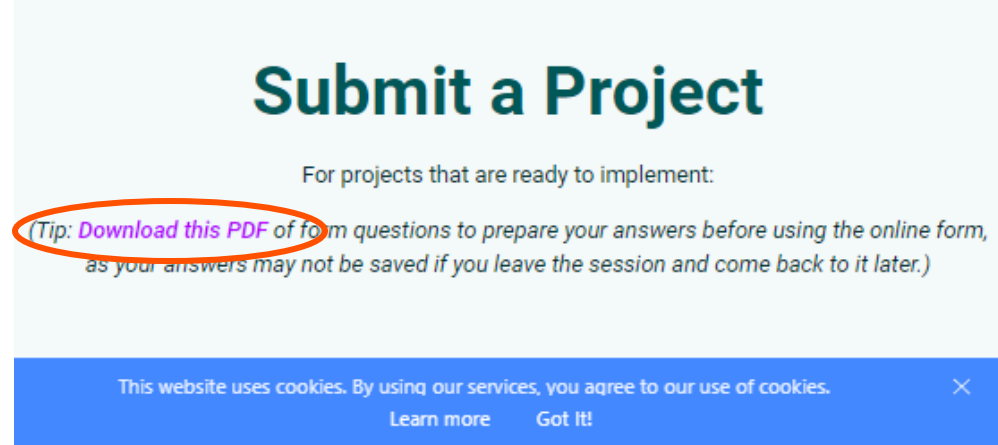 Submit a Project
For projects that are ready to implement:
(Tip: Download this PDF of form questions to prepare your answers before using the online form,
as your answers may not be saved if you leave the session and come back to it later.)
This website uses cookies. By using our services, you agree to our use of cookies.
Learn more Got It!